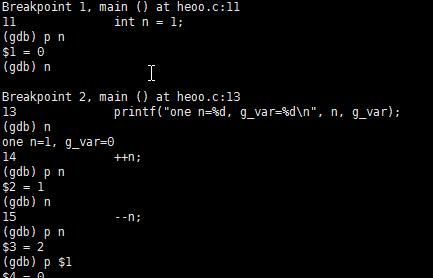 Breakpoint 1, main () at heoo.c:11
11          int n = 1;
(gdb) p n
$1 = 0
(gdb) n
Breakpoint 2, main () at heoo.c:13
13          printf("one n=%d, g_var=%d\n", n, g_var);
(gdb) n
one n=1, g_var=0
14          ++n;
(gdb) p n
$2 = 1
(gdb) n
15          --n;
(gdb) p n
$3 = 2
(gdb) p $1
$4 = 0